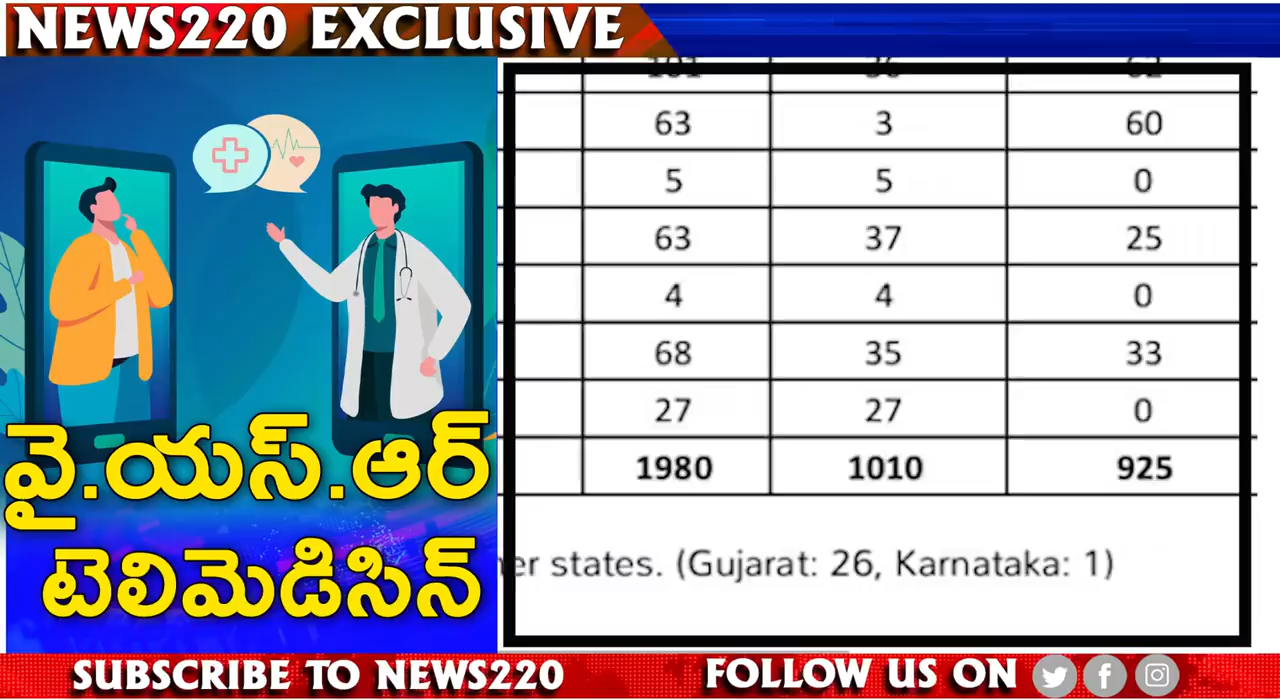 NEWS220 EXCLUSIVE
వై.యస్.ఆర్
టెలిమెడిసిన్
63 3 60
5 5 0
63 37 25
4 4 0
68 35 33
27 27 0
1980 1010 925
states. (Gujarat: 26, Karnataka: 1)
SUBSCRIBE TO NEWS220
FOLLOW US ON